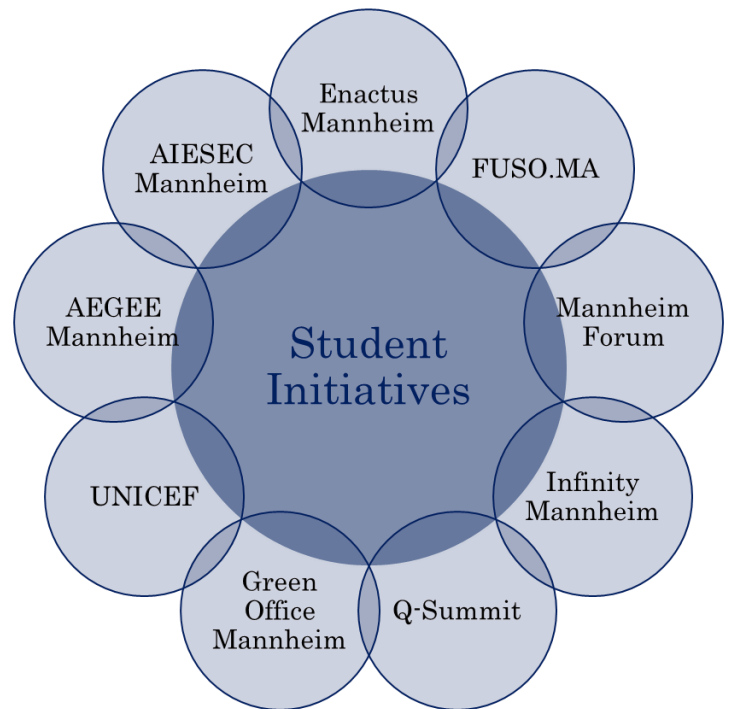 Enactus
Mannheim
FUSO.MA
Mannheim
Forum
Infinity
Mannheim
Q-Summit
Green
Office
Mannheim
UNICEF
AEGEE
Mannheim
AIESEC
Mannheim
Student
Initiatives